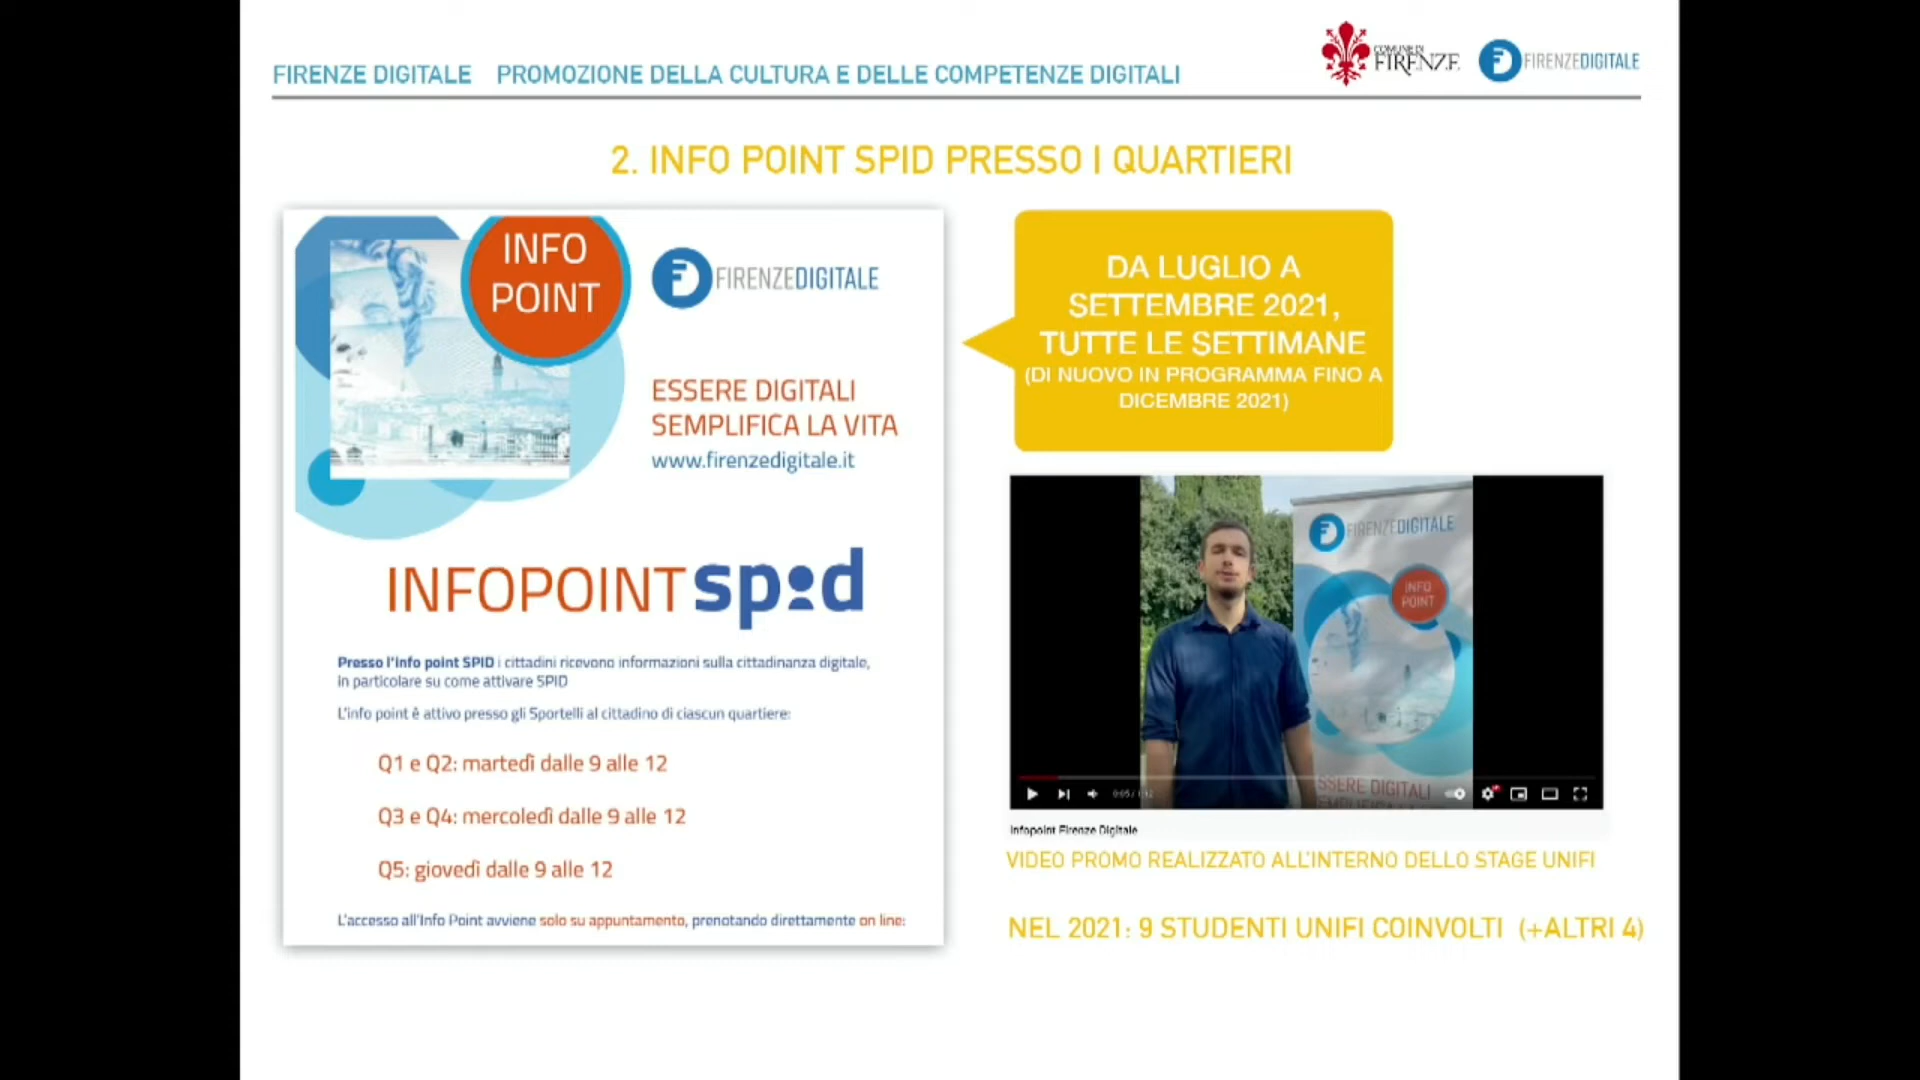 FIRENZE DIGITALE PROMOZIONE DELLA CULTURA E DELLE COMPETENZE DIGITALI
COMUNE DI
FIRENZE
FIRENZEDIGITALE
2. INFO POINT SPID PRESSO I QUARTIERI
INFO
POINT
FIRENZEDIGITALE
ESSERE DIGITALI
SEMPLIFICA LA VITA
www.firenzedigitale.it
INFOPOINT spid
Presso l'Info point SPID i cittadini ricevono informazioni sulla cittadinanza digitale,
in particolare su come attivare SPID
L'info point è attivo presso gli Sportelli al cittadino di ciascun quartiere:
Q1 e Q2: martedì dalle 9 alle 12
Q3 e Q4: mercoledì dalle 9 alle 12
Q5: giovedì dalle 9 alle 12
L'accesso all'Info Point avviene solo su appuntamento, prenotando direttamente on line:
DA LUGLIO A
SETTEMBRE 2021,
TUTTE LE SETTIMANE
(DI NUOVO IN PROGRAMMA FINO A
DICEMBRE 2021)
FIRENZEDIGITALE
INFO
POINT
SSERE DIGITALI
Infopoint Firenze Digitale
VIDEO PROMO REALIZZATO ALL'INTERNO DELLO STAGE UNIFI
NEL 2021: 9 STUDENTI UNIFI COINVOLTI (+ALTRI 4)